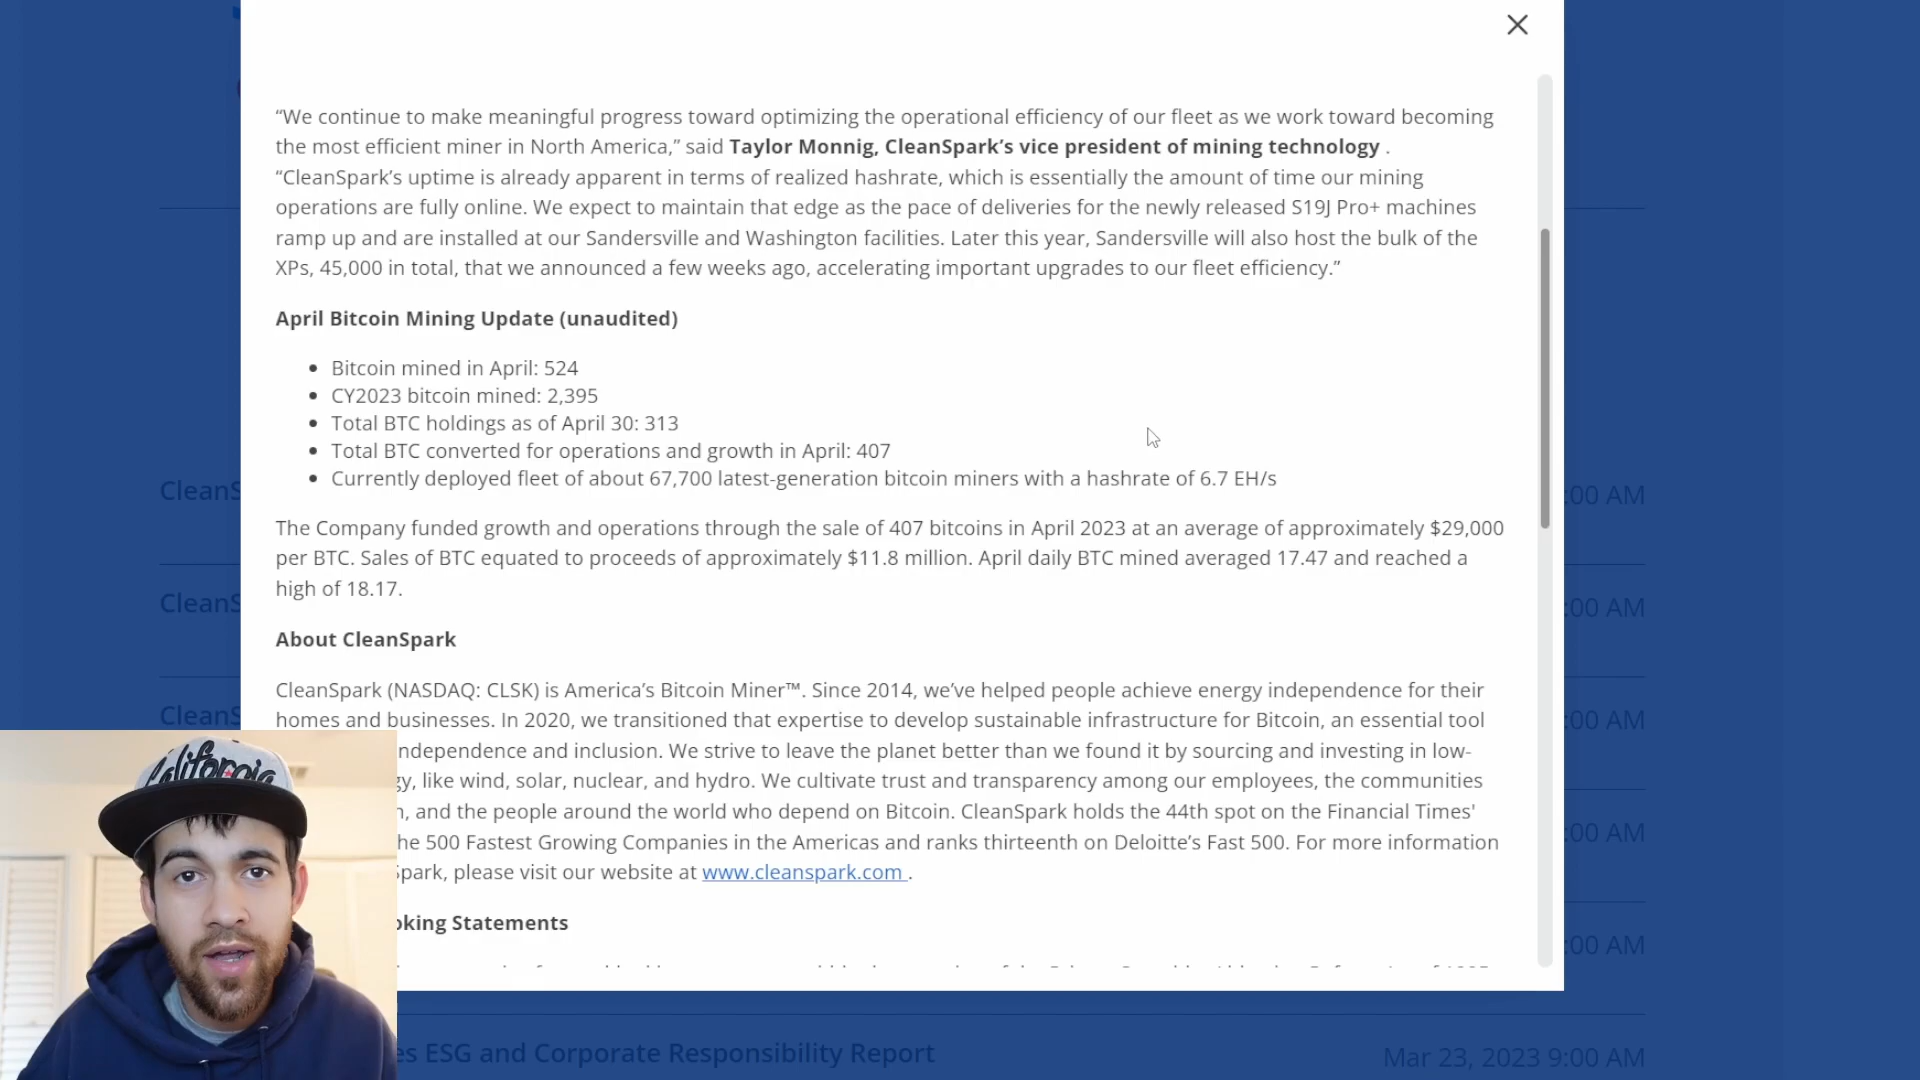 “We continue to make meaningful progress toward optimizing the operational efficiency of our fleet as we work toward becoming
the most efficient miner in North America,” said Taylor Monnig, CleanSpark’s vice president of mining technology .
“CleanSpark’s uptime is already apparent in terms of realized hashrate, which is essentially the amount of time our mining
operations are fully online. We expect to maintain that edge as the pace of deliveries for the newly released S19J Pro+ machines
ramp up and are installed at our Sandersville and Washington facilities. Later this year, Sandersville will also host the bulk of the
XPs, 45,000 in total, that we announced a few weeks ago, accelerating important upgrades to our fleet efficiency.”
April Bitcoin Mining Update (unaudited)
• Bitcoin mined in April: 524
• CY2023 bitcoin mined: 2,395
• Total BTC holdings as of April 30: 313
• Total BTC converted for operations and growth in April: 407
• Currently deployed fleet of about 67,700 latest-generation bitcoin miners with a hashrate of 6.7 EH/s
The Company funded growth and operations through the sale of 407 bitcoins in April 2023 at an average of approximately $29,000
per BTC. Sales of BTC equated to proceeds of approximately $11.8 million. April daily BTC mined averaged 17.47 and reached a
high of 18.17.
About CleanSpark
CleanSpark (NASDAQ: CLSK) is America’s Bitcoin Miner™. Since 2014, we’ve helped people achieve energy independence for their
homes and businesses. In 2020, we transitioned that expertise to develop sustainable infrastructure for Bitcoin, an essential tool
ndependence and inclusion. We strive to leave the planet better than we found it by sourcing and investing in low-
gy, like wind, solar, nuclear, and hydro. We cultivate trust and transparency among our employees, the communities
n, and the people around the world who depend on Bitcoin. CleanSpark holds the 44th spot on the Financial Times'
he 500 Fastest Growing Companies in the Americas and ranks thirteenth on Deloitte’s Fast 500. For more information
Spark, please visit our website at www.cleanspark.com .
oking Statements
CleanS
:00 AM
CleanS
:00 AM
CleanS
:00 AM
:00 AM
:00 AM
es ESG and Corporate Responsibility Report
Mar 23, 2023 9:00 AM
California